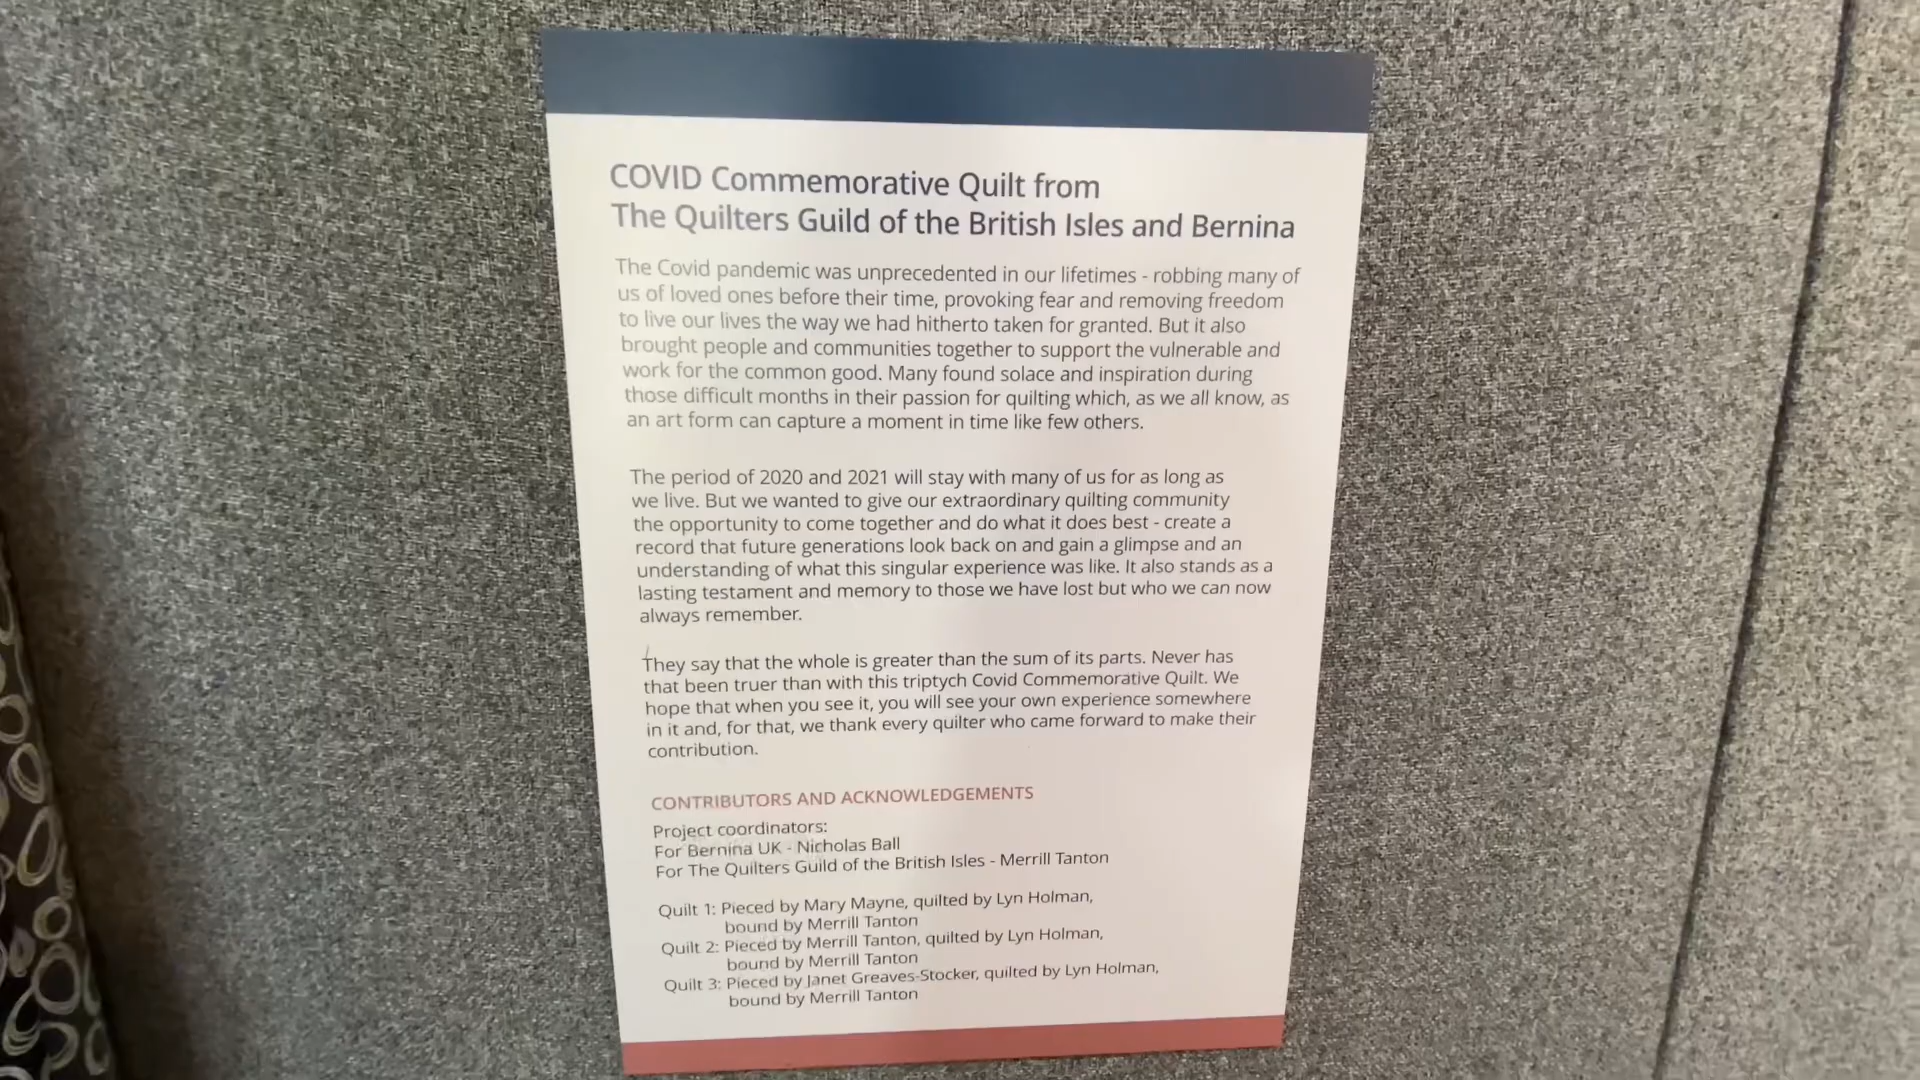 COVID Commemorative Quilt from
The Quilters Guild of the British Isles and Bernina
The Covid pandemic was unprecedented in our lifetimes - robbing many of
us of loved ones before their time, provoking fear and removing freedom
to live our lives the way we had hitherto taken for granted. But it also
brought people and communities together to support the vulnerable and
work for the common good. Many found solace and inspiration during
those difficult months in their passion for quilting which, as we all know, as
an art form can capture a moment in time like few others.
The period of 2020 and 2021 will stay with many of us for as long as
we live. But we wanted to give our extraordinary quilting community
the opportunity to come together and do what it does best - create a
record that future generations look back on and gain a glimpse and an
understanding of what this singular experience was like. It also stands as a
lasting testament and memory to those we have lost but who we can now
always remember.
They say that the whole is greater than the sum of its parts. Never has
that been truer than with this triptych Covid Commemorative Quilt. We
hope that when you see it, you will see your own experience somewhere
in it and, for that, we thank every quilter who came forward to make their
contribution.
CONTRIBUTORS AND ACKNOWLEDGEMENTS
Project coordinators:
For Bernina UK - Nicholas Ball
For The Quilters Guild of the British Isles - Merrill Tanton
Quilt 1: Pieced by Mary Mayne, quilted by Lyn Holman,
bound by Merrill Tanton
Quilt 2: Pieced by Merrill Tanton, quilted by Lyn Holman,
bound by Merrill Tanton
Quilt 3: Pieced by Janet Greaves-Stocker, quilted by Lyn Holman,
bound by Merrill Tanton